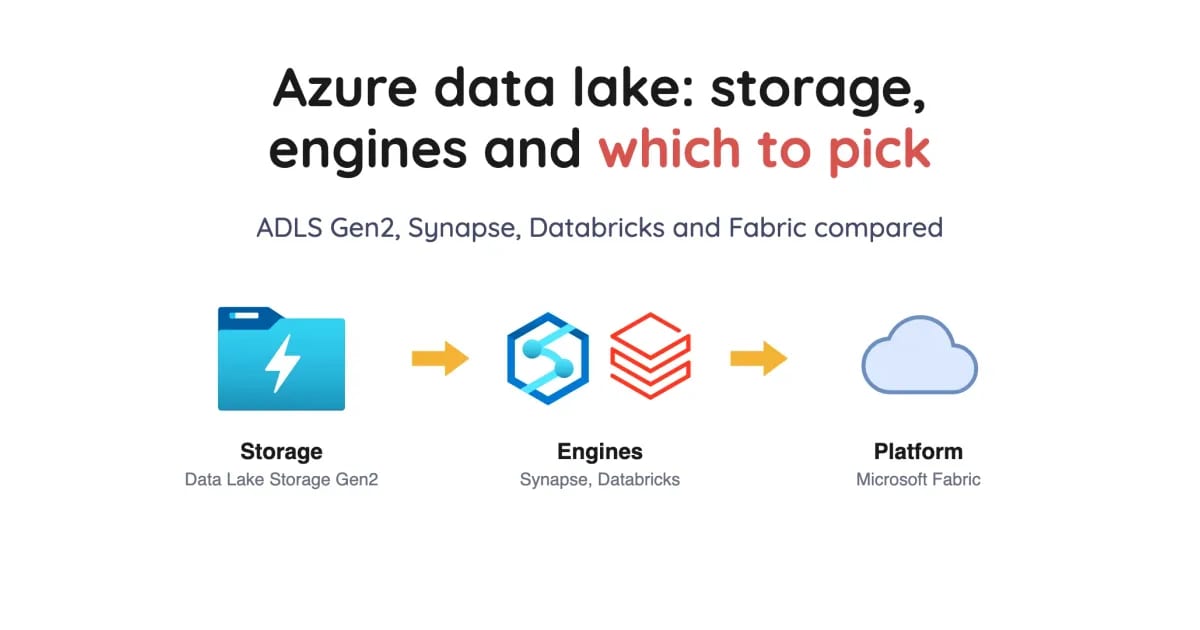 Azure data lake: storage,
engines and which to pick
ADLS Gen2, Synapse, Databricks and Fabric compared
Storage
Data Lake Storage Gen2
Engines
Synapse, Databricks
Platform
Microsoft Fabric